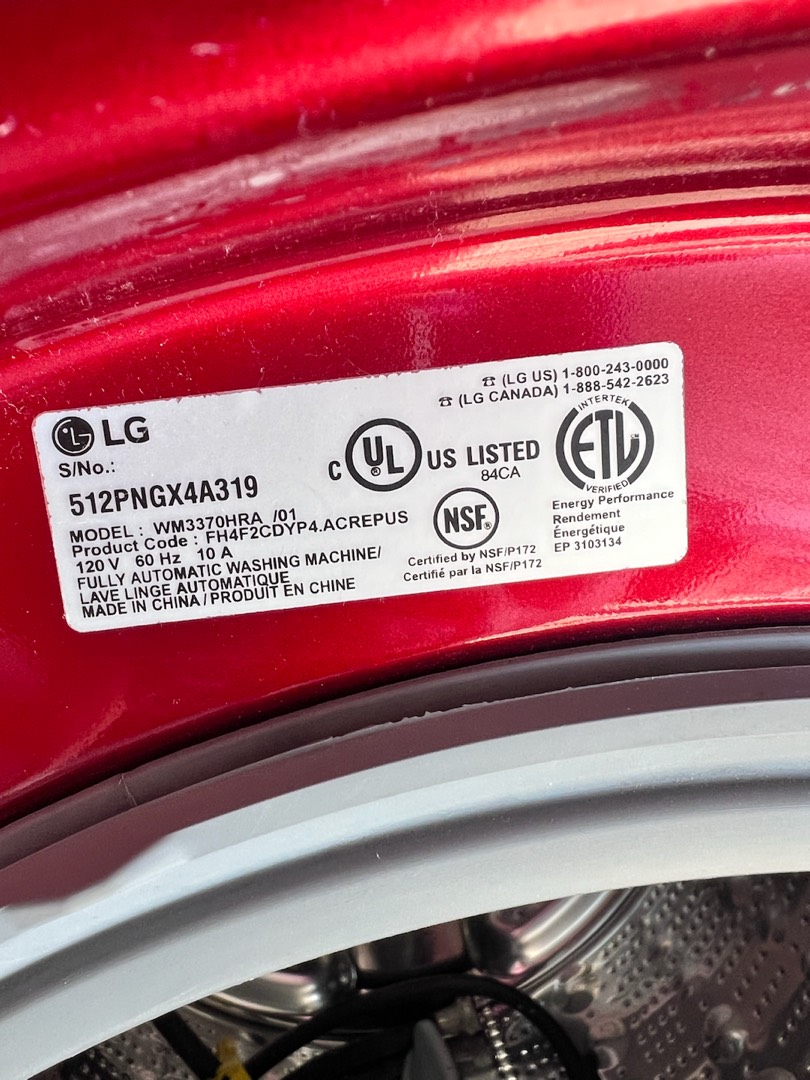 ☎ (LG US) 1-800-243-0000
☎ (LG CANADA) 1-888-542-2623
LG
S/No.:
512PNGX4A319
MODEL : WM3370HRA /01
Product Code : FH4F2CDYP4.ACREPUS
120 V 60 Hz 10 A
FULLY AUTOMATIC WASHING MACHINE/
LAVE LINGE AUTOMATIQUE
MADE IN CHINA / PRODUIT EN CHINE
C UL® US LISTED
84CA
NSF®
Certified by NSF/P172
Certifié par la NSF/P172
INTERTEK
ETL CM
VERIFIED
Energy Performance
Rendement
Énergétique
EP 3103134